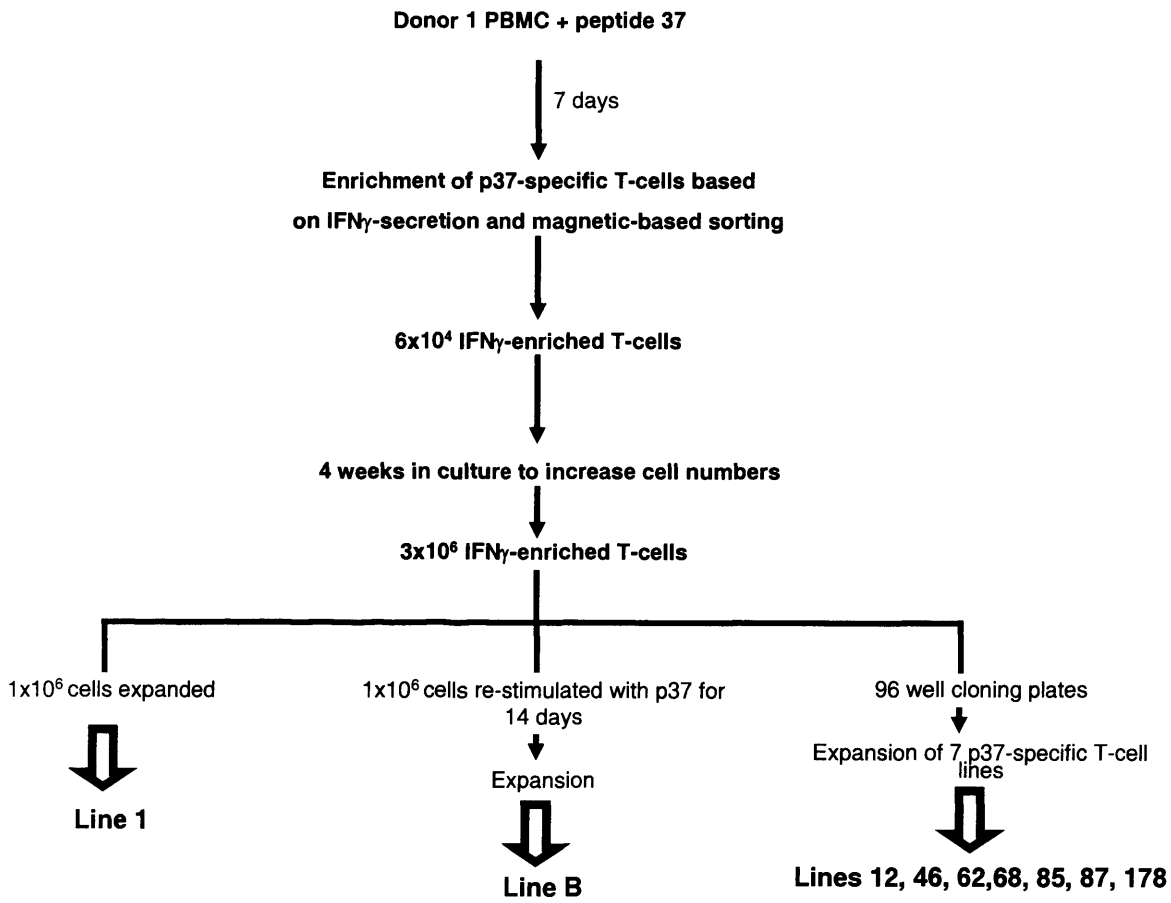 Donor 1 PBMC + peptide 37
7 days
Enrichment of p37-specific T-cells based
on IFNγ-secretion and magnetic-based sorting
6x10⁴ IFNγ-enriched T-cells
4 weeks in culture to increase cell numbers
3x10⁶ IFNγ-enriched T-cells
1x10⁶ cells expanded
Line 1
1x10⁶ cells re-stimulated with p37 for
14 days
Expansion
Line B
96 well cloning plates
Expansion of 7 p37-specific T-cell
lines
Lines 12, 46, 62,68, 85, 87, 178